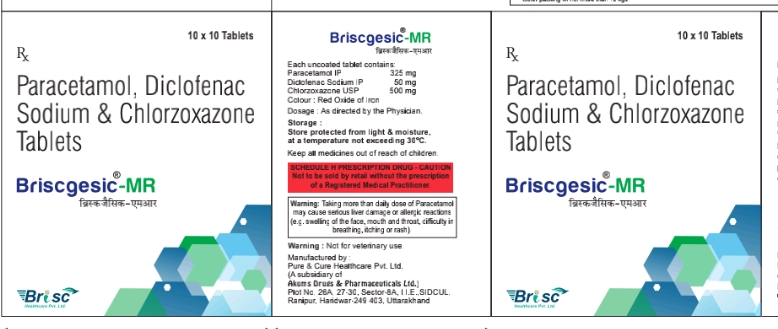 10 x 10 Tablets
Rx
Paracetamol, Diclofenac
Sodium & Chlorzoxazone
Tablets
Briscgesic®-MR
ब्रिस्कजैसिक-एमआर
Brisc
Healthcare Pvt. Ltd.
Briscgesic®-MR
ब्रिस्कजैसिक-एमआर
Each uncoated tablet contains:
Paracetamol IP 325 mg
Diclofenac Sodium IP 50 mg
Chlorzoxazone USP 500 mg
Colour : Red Oxide of Iron
Dosage : As directed by the Physician.
Storage :
Store protected from light & moisture,
at a temperature not exceeding 30°C.
Keep all medicines out of reach of children.
SCHEDULE H PRESCRIPTION DRUG - CAUTION
Not to be sold by retail without the prescription
of a Registered Medical Practitioner.
Warning: Taking more than daily dose of Paracetamol
may cause serious liver damage or allergic reactions
(e.g. swelling of the face, mouth and throat, difficulty in
breathing, itching or rash)
Warning : Not for veterinary use
Manufactured by :
Pure & Cure Healthcare Pvt. Ltd.
(A subsidiary of
Akums Drugs & Pharmaceuticals Ltd.)
Plot No. 26A, 27-30, Sector-8A, I.I.E.,SIDCUL,
Ranipur, Haridwar-249 403, Uttarakhand
10 x 10 Tablets
Rx
Paracetamol, Diclofenac
Sodium & Chlorzoxazone
Tablets
Briscgesic®-MR
ब्रिस्कजैसिक-एमआर
Brisc
Healthcare Pvt. Ltd.